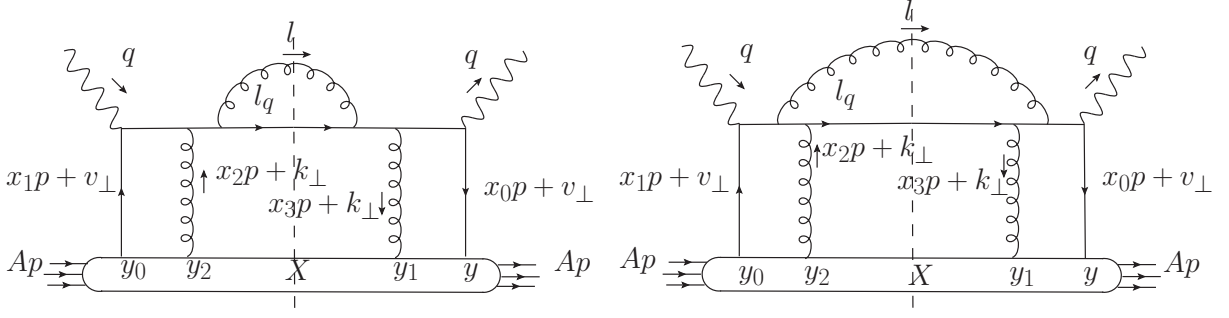 l
q
q
l_q
x_1p + v_⊥
x_2p + k_⊥
x_3p + k_⊥
x_0p + v_⊥
Ap
y_0
y_2
X
y_1
y
Ap
l
q
q
l_q
x_1p + v_⊥
x_2p + k_⊥
x_3p + k_⊥
x_0p + v_⊥
Ap
y_0
y_2
X
y_1
y
Ap